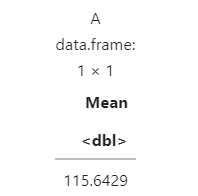 A
data.frame:
1 × 1
Mean
<dbl>
115.6429